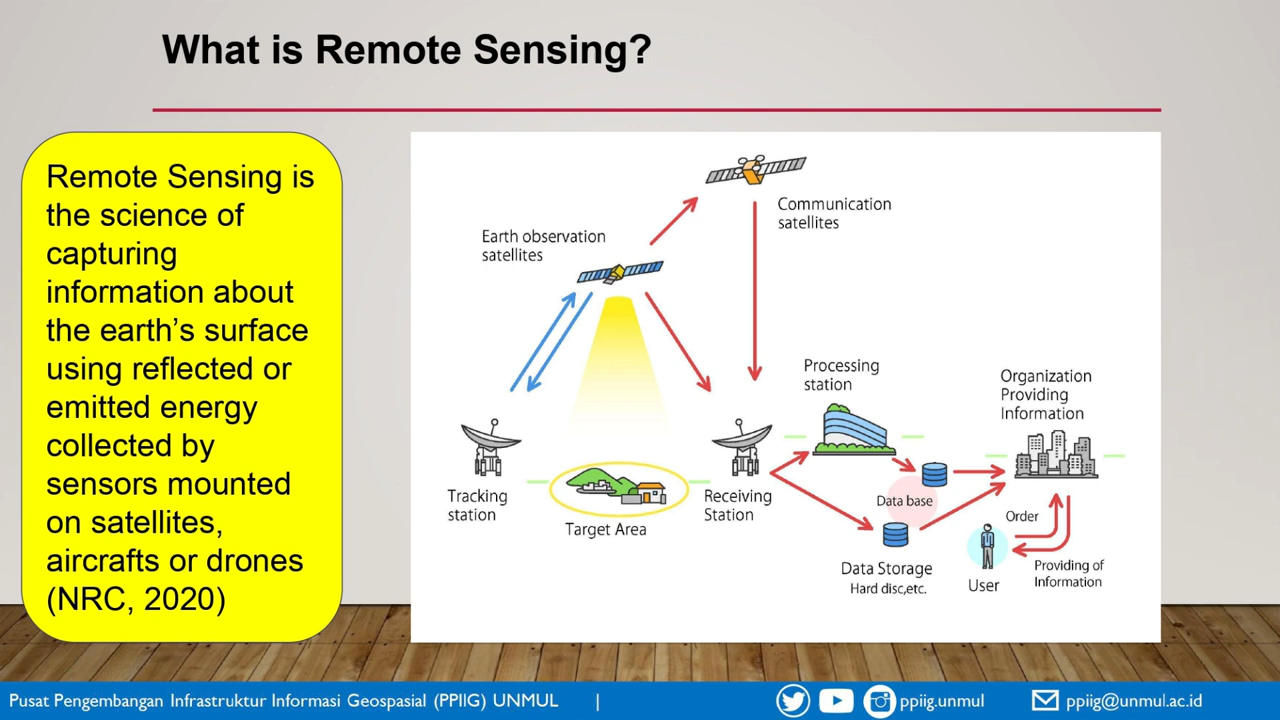 What is Remote Sensing?
Remote Sensing is
the science of
capturing
information about
the earth’s surface
using reflected or
emitted energy
collected by
sensors mounted
on satellites,
aircrafts or drones
(NRC, 2020)
Communication
satellites
Earth observation
satellites
Processing
station
Organization
Providing
Information
Tracking
station
Target Area
Receiving
Station
Data base
Data Storage
Hard disc,etc.
Order
User
Providing of
Information
Pusat Pengembangan Infrastruktur Informasi Geospasial (PPIIG) UNMUL |
ppiig.unmul
ppiig@unmul.ac.id